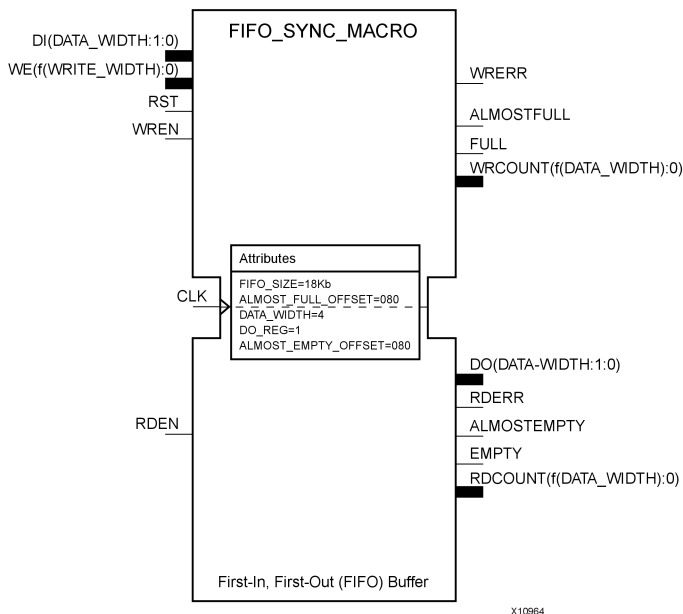 FIFO_SYNC_MACRO
DI(DATA_WIDTH:1:0)
WE(f(WRITE_WIDTH):0)
RST
WREN
WRERR
ALMOSTFULL
FULL
WRCOUNT(f(DATA_WIDTH):0)
Attributes
FIFO_SIZE=18Kb
ALMOST_FULL_OFFSET=080
DATA_WIDTH=4
DO_REG=1
ALMOST_EMPTY_OFFSET=080
CLK
RDEN
DO(DATA-WIDTH:1:0)
RDERR
ALMOSTEMPTY
EMPTY
RDCOUNT(f(DATA_WIDTH):0)
First-In, First-Out (FIFO) Buffer
X10964